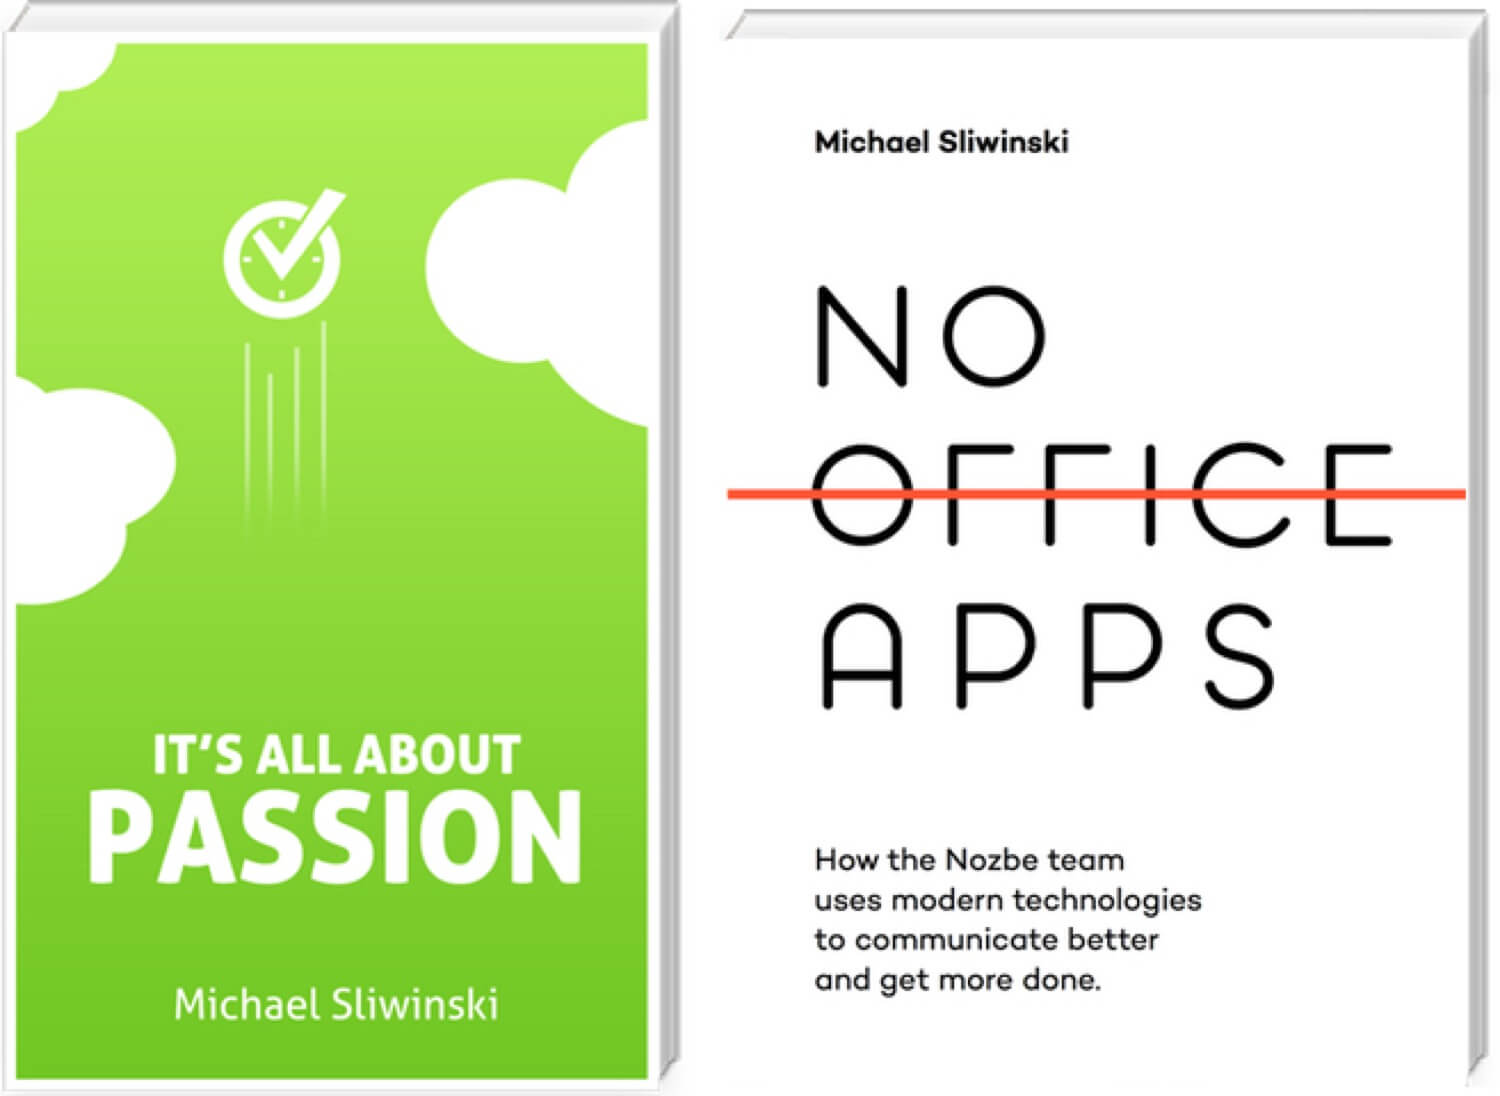 IT'S ALL ABOUT
PASSION
Michael Sliwinski
Michael Sliwinski
NO
OFFICE
APPS
How the Nozbe team
uses modern technologies
to communicate better
and get more done.